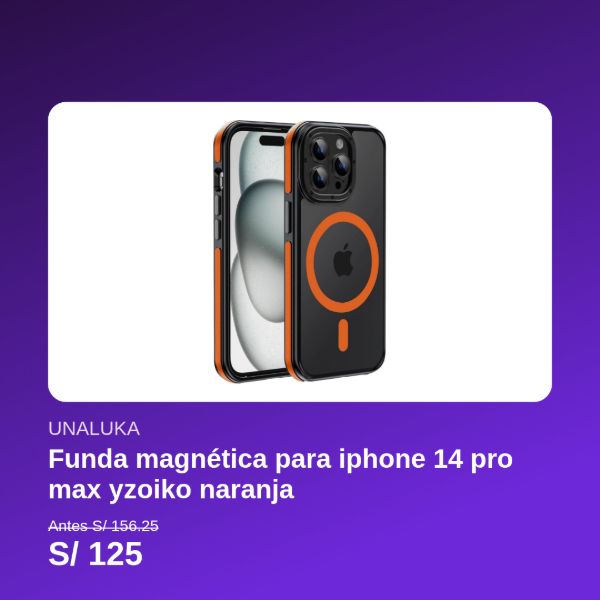 UNALUKA
Funda magnética para iphone 14 pro
max yzoiko naranja
Antes S/ 156.25
S/ 125